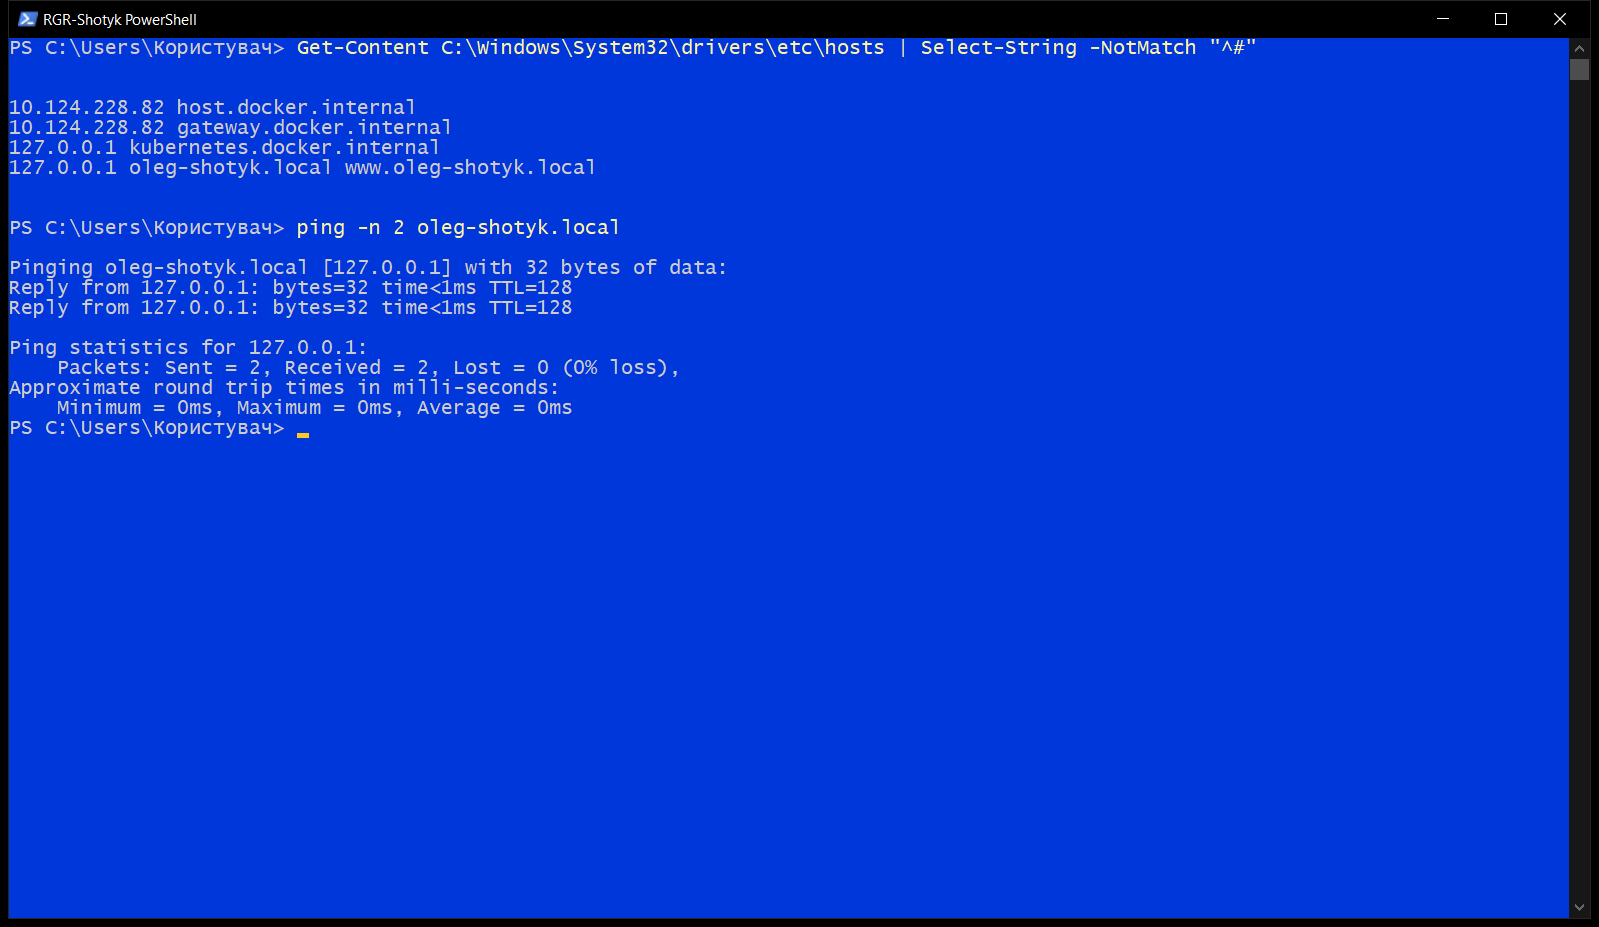 RGR-Shotyk PowerShell
PS C:\Users\Користувач> Get-Content C:\Windows\System32\drivers\etc\hosts | Select-String -NotMatch "^#"
10.124.228.82 host.docker.internal
10.124.228.82 gateway.docker.internal
127.0.0.1 kubernetes.docker.internal
127.0.0.1 oleg-shotyk.local www.oleg-shotyk.local
PS C:\Users\Користувач> ping -n 2 oleg-shotyk.local
Pinging oleg-shotyk.local [127.0.0.1] with 32 bytes of data:
Reply from 127.0.0.1: bytes=32 time<1ms TTL=128
Reply from 127.0.0.1: bytes=32 time<1ms TTL=128
Ping statistics for 127.0.0.1:
    Packets: Sent = 2, Received = 2, Lost = 0 (0% loss),
Approximate round trip times in milli-seconds:
    Minimum = 0ms, Maximum = 0ms, Average = 0ms
PS C:\Users\Користувач>